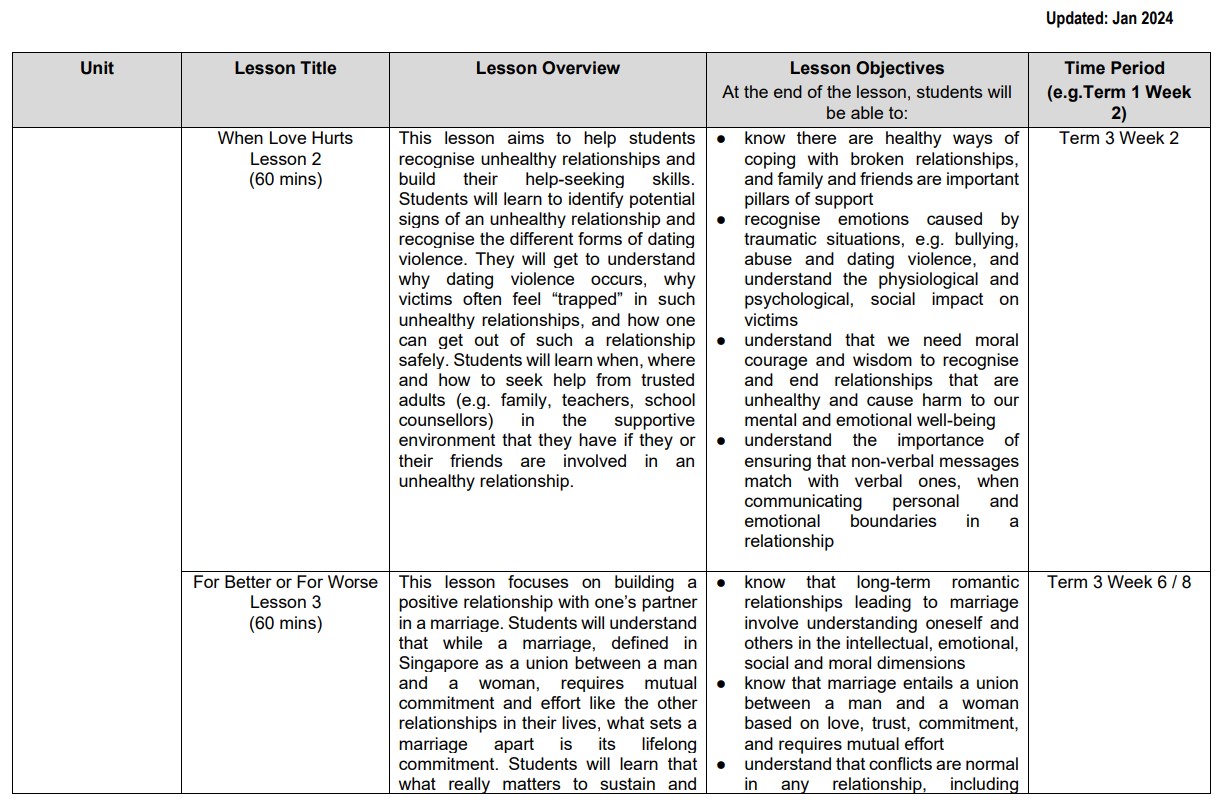 Updated: Jan 2024
Unit
Lesson Title
Lesson Overview
Lesson Objectives
At the end of the lesson, students will
be able to:
Time Period
(e.g.Term 1 Week
2)
When Love Hurts
Lesson 2
(60 mins)
This lesson aims to help students
recognise unhealthy relationships and
build their help-seeking skills.
Students will learn to identify potential
signs of an unhealthy relationship and
recognise the different forms of dating
violence. They will get to understand
why dating violence occurs, why
victims often feel “trapped” in such
unhealthy relationships, and how one
can get out of such a relationship
safely. Students will learn when, where
and how to seek help from trusted
adults (e.g. family, teachers, school
counsellors) in the supportive
environment that they have if they or
their friends are involved in an
unhealthy relationship.
● know there are healthy ways of
coping with broken relationships,
and family and friends are important
pillars of support
● recognise emotions caused by
traumatic situations, e.g. bullying,
abuse and dating violence, and
understand the physiological and
psychological, social impact on
victims
● understand that we need moral
courage and wisdom to recognise
and end relationships that are
unhealthy and cause harm to our
mental and emotional well-being
● understand the importance of
ensuring that non-verbal messages
match with verbal ones, when
communicating personal and
emotional boundaries in a
relationship
Term 3 Week 2
For Better or For Worse
Lesson 3
(60 mins)
This lesson focuses on building a
positive relationship with one’s partner
in a marriage. Students will understand
that while a marriage, defined in
Singapore as a union between a man
and a woman, requires mutual
commitment and effort like the other
relationships in their lives, what sets a
marriage apart is its lifelong
commitment. Students will learn that
what really matters to sustain and
● know that long-term romantic
relationships leading to marriage
involve understanding oneself and
others in the intellectual, emotional,
social and moral dimensions
● know that marriage entails a union
between a man and a woman
based on love, trust, commitment,
and requires mutual effort
● understand that conflicts are normal
in any relationship, including
Term 3 Week 6 / 8